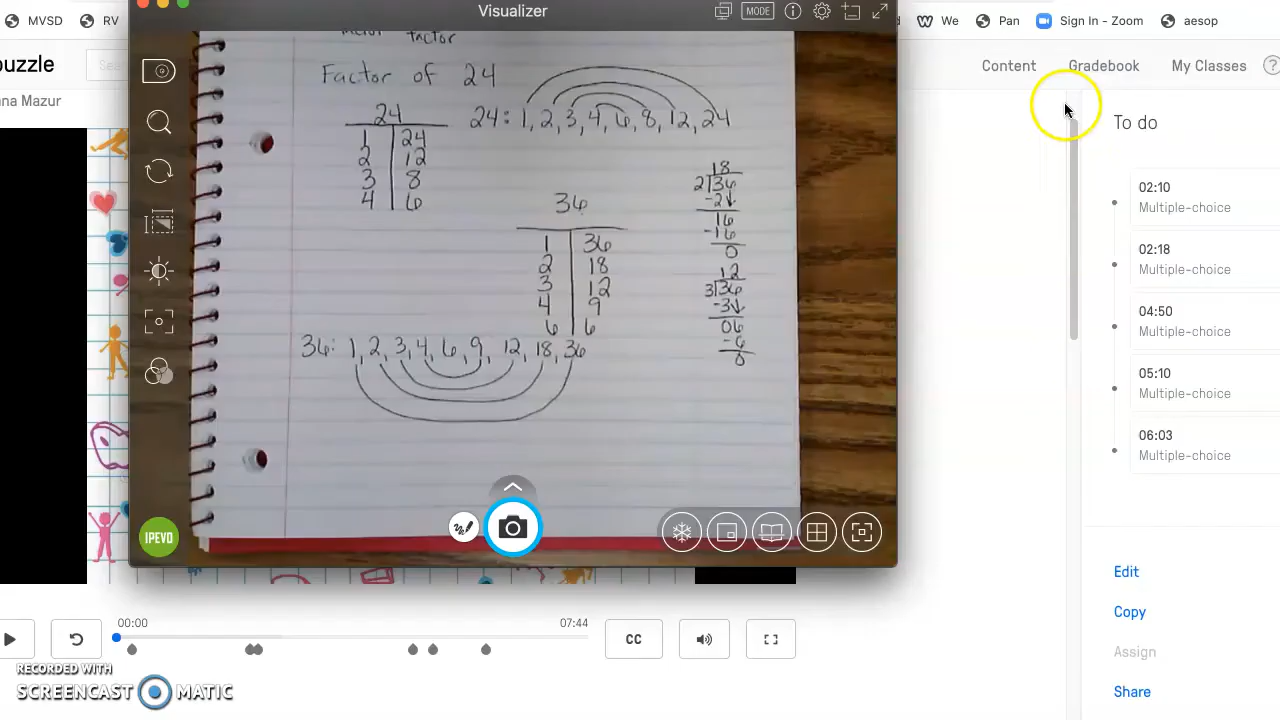 MVSD
RV
We
Pan
Sign In - Zoom
aesop
puzzle
Content
Gradebook
My Classes
na Mazur
Visualizer
MODE
factor
Factor of 24
24
1 24
2 12
3 8
4 6
24: 1, 2, 3, 4, 6, 8, 12, 24
36
1 36
2 18
3 12
4 9
6 6
18
2 36
-2
16
-16
0
12
3 36
-3
06
-6
0
36: 1, 2, 3, 4, 6, 9, 12, 18, 36
IPEVO
To do
02:10
Multiple-choice
02:18
Multiple-choice
04:50
Multiple-choice
05:10
Multiple-choice
06:03
Multiple-choice
Edit
Copy
Assign
Share
00:00
07:44
CC
RECORDED WITH
SCREENCAST MATIC